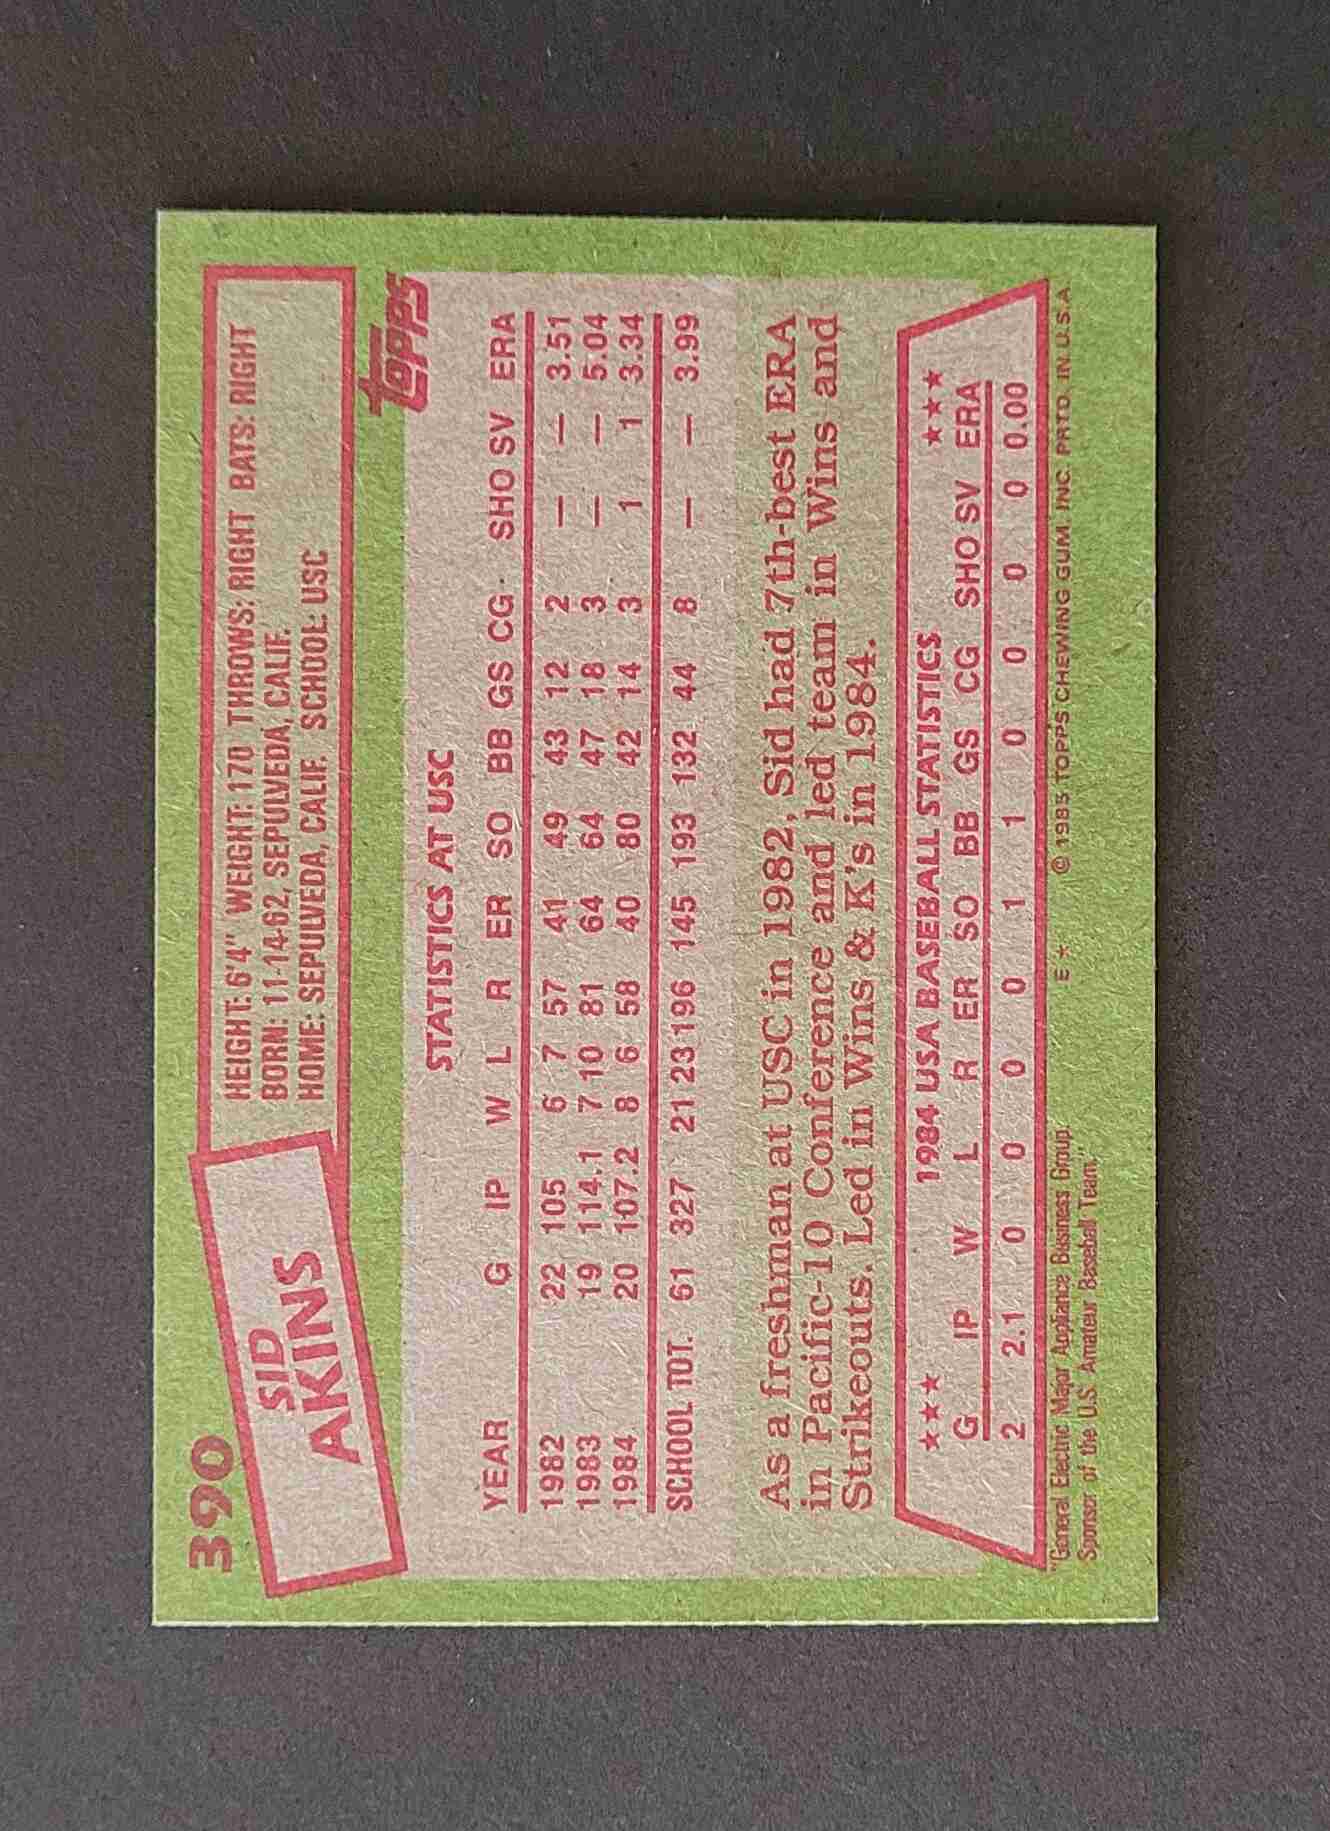 390
SID
AKINS
HEIGHT: 6'4" WEIGHT: 170 THROWS: RIGHT BATS: RIGHT
BORN: 11-14-62, SEPULVEDA, CALIF.
HOME: SEPULVEDA, CALIF. SCHOOL: USC
TOPPS
STATISTICS AT USC
YEAR G IP W L R ER SO BB GS CG SHO SV ERA
1982 22 105 6 7 57 41 49 43 12 2 — — 3.51
1983 19 114.1 7 10 81 64 64 47 18 3 — — 5.04
1984 20 107.2 8 6 58 40 80 42 14 3 1 1 3.34
SCHOOL TOT. 61 327 21 23 196 145 193 132 44 8 — — 3.99
As a freshman at USC in 1982, Sid had 7th-best ERA
in Pacific-10 Conference and led team in Wins and
Strikeouts. Led in Wins & K's in 1984.
★★★ 1984 USA BASEBALL STATISTICS ★★★
G IP W L R ER SO BB GS CG SHO SV ERA
2 2.1 0 0 0 0 1 1 0 0 0 0 0.00
"General Electric Major Appliance Business Group.
Sponsor of the U.S. Amateur Baseball Team."
E * © 1985 TOPPS CHEWING GUM, INC. PRTD. IN U.S.A.